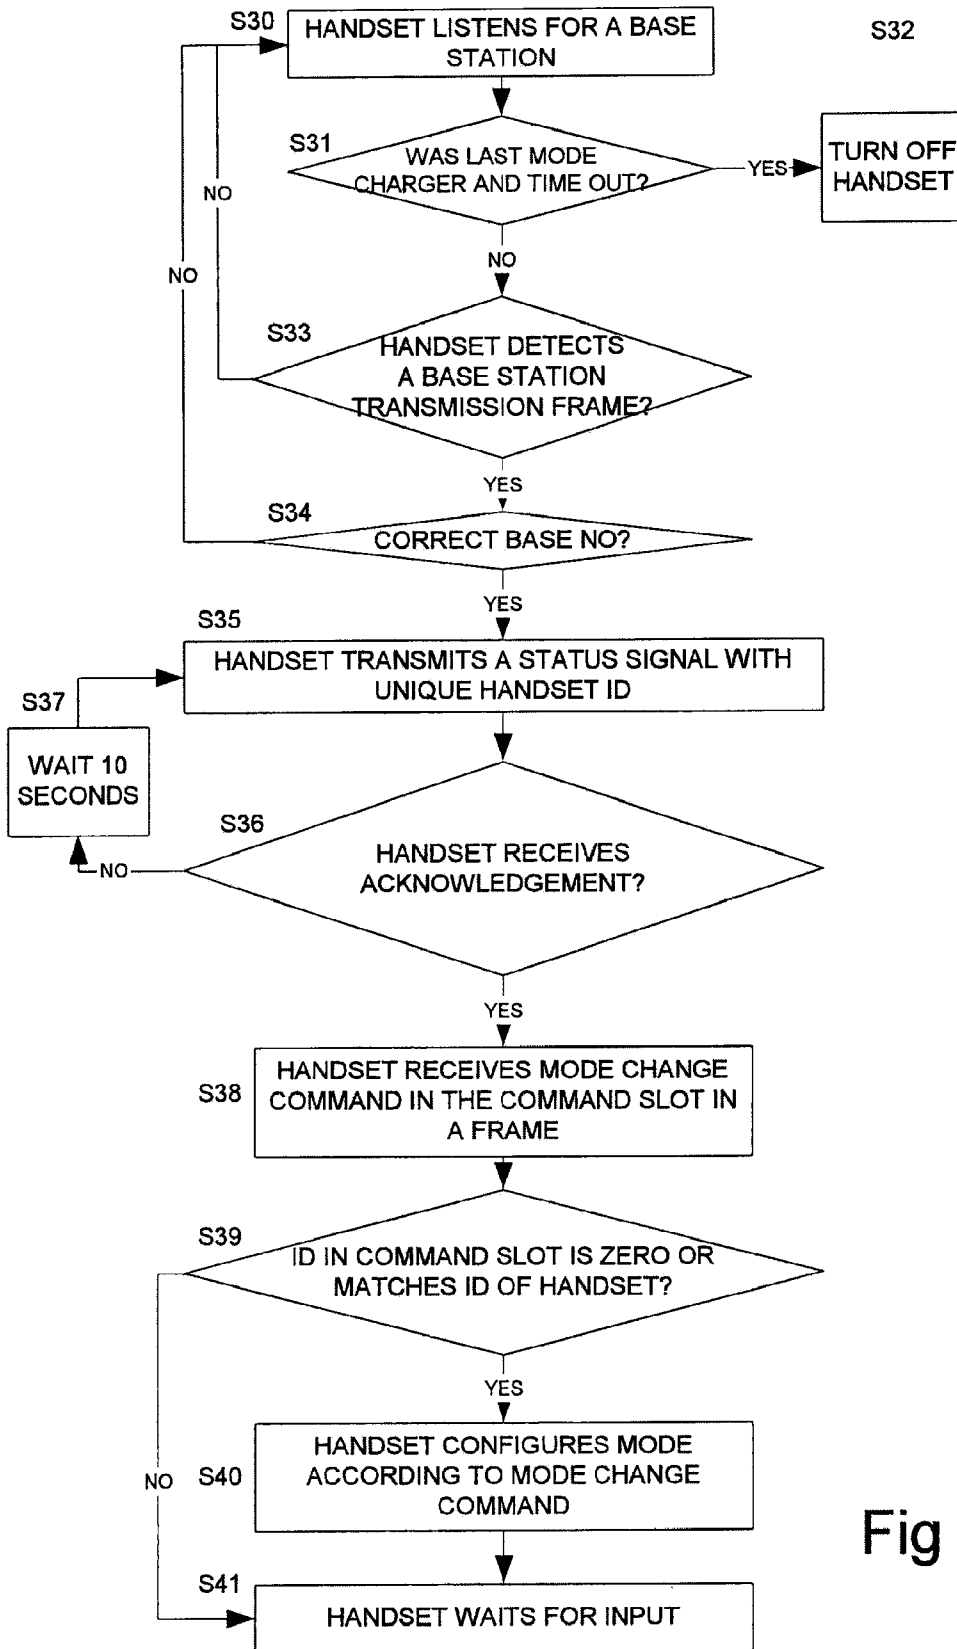 S30
HANDSET LISTENS FOR A BASE
STATION
S32
S31
WAS LAST MODE
CHARGER AND TIME OUT?
YES
TURN OFF
HANDSET
NO
NO
NO
S33
HANDSET DETECTS
A BASE STATION
TRANSMISSION FRAME?
YES
S34
CORRECT BASE NO?
YES
S35
HANDSET TRANSMITS A STATUS SIGNAL WITH
UNIQUE HANDSET ID
S37
WAIT 10
SECONDS
S36
HANDSET RECEIVES
ACKNOWLEDGEMENT?
NO
YES
S38
HANDSET RECEIVES MODE CHANGE
COMMAND IN THE COMMAND SLOT IN
A FRAME
S39
ID IN COMMAND SLOT IS ZERO OR
MATCHES ID OF HANDSET?
YES
NO
S40
HANDSET CONFIGURES MODE
ACCORDING TO MODE CHANGE
COMMAND
Fig
S41
HANDSET WAITS FOR INPUT